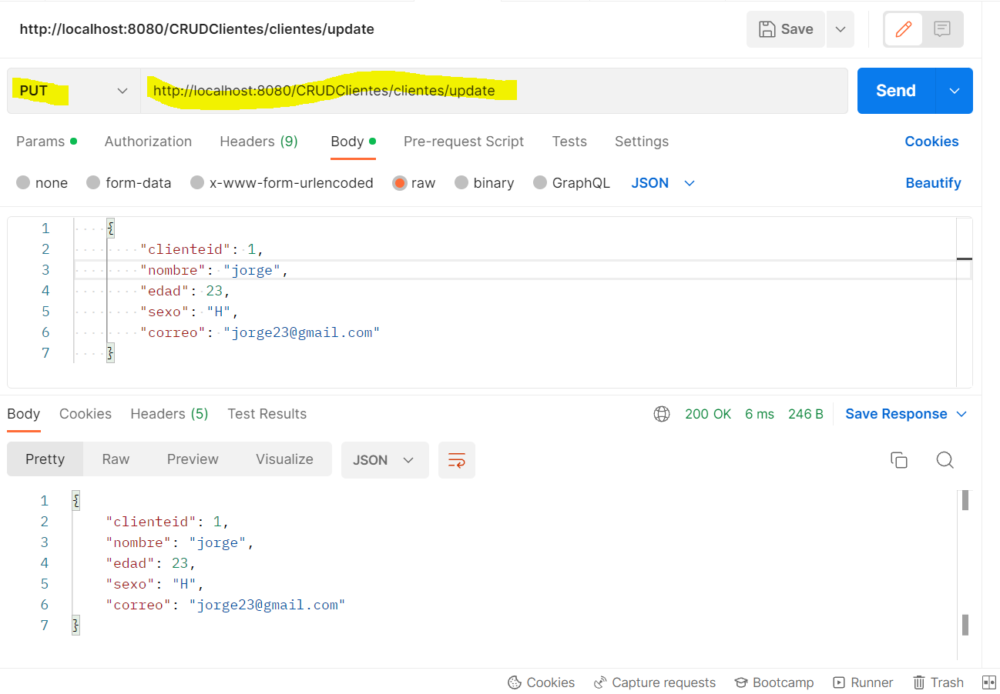 http://localhost:8080/CRUDClientes/clientes/update Save
PUT http://localhost:8080/CRUDClientes/clientes/update Send
Params Authorization Headers (9) Body Pre-request Script Tests Settings Cookies
none form-data x-www-form-urlencoded raw binary GraphQL JSON Beautify
1 {
2 "clienteid": 1,
3 "nombre": "jorge",
4 "edad": 23,
5 "sexo": "H",
6 "correo": "jorge23@gmail.com"
7 }
Body Cookies Headers (5) Test Results 200 OK 6 ms 246 B Save Response
Pretty Raw Preview Visualize JSON
1 {
2 "clienteid": 1,
3 "nombre": "jorge",
4 "edad": 23,
5 "sexo": "H",
6 "correo": "jorge23@gmail.com"
7 }
Cookies Capture requests Bootcamp Runner Trash